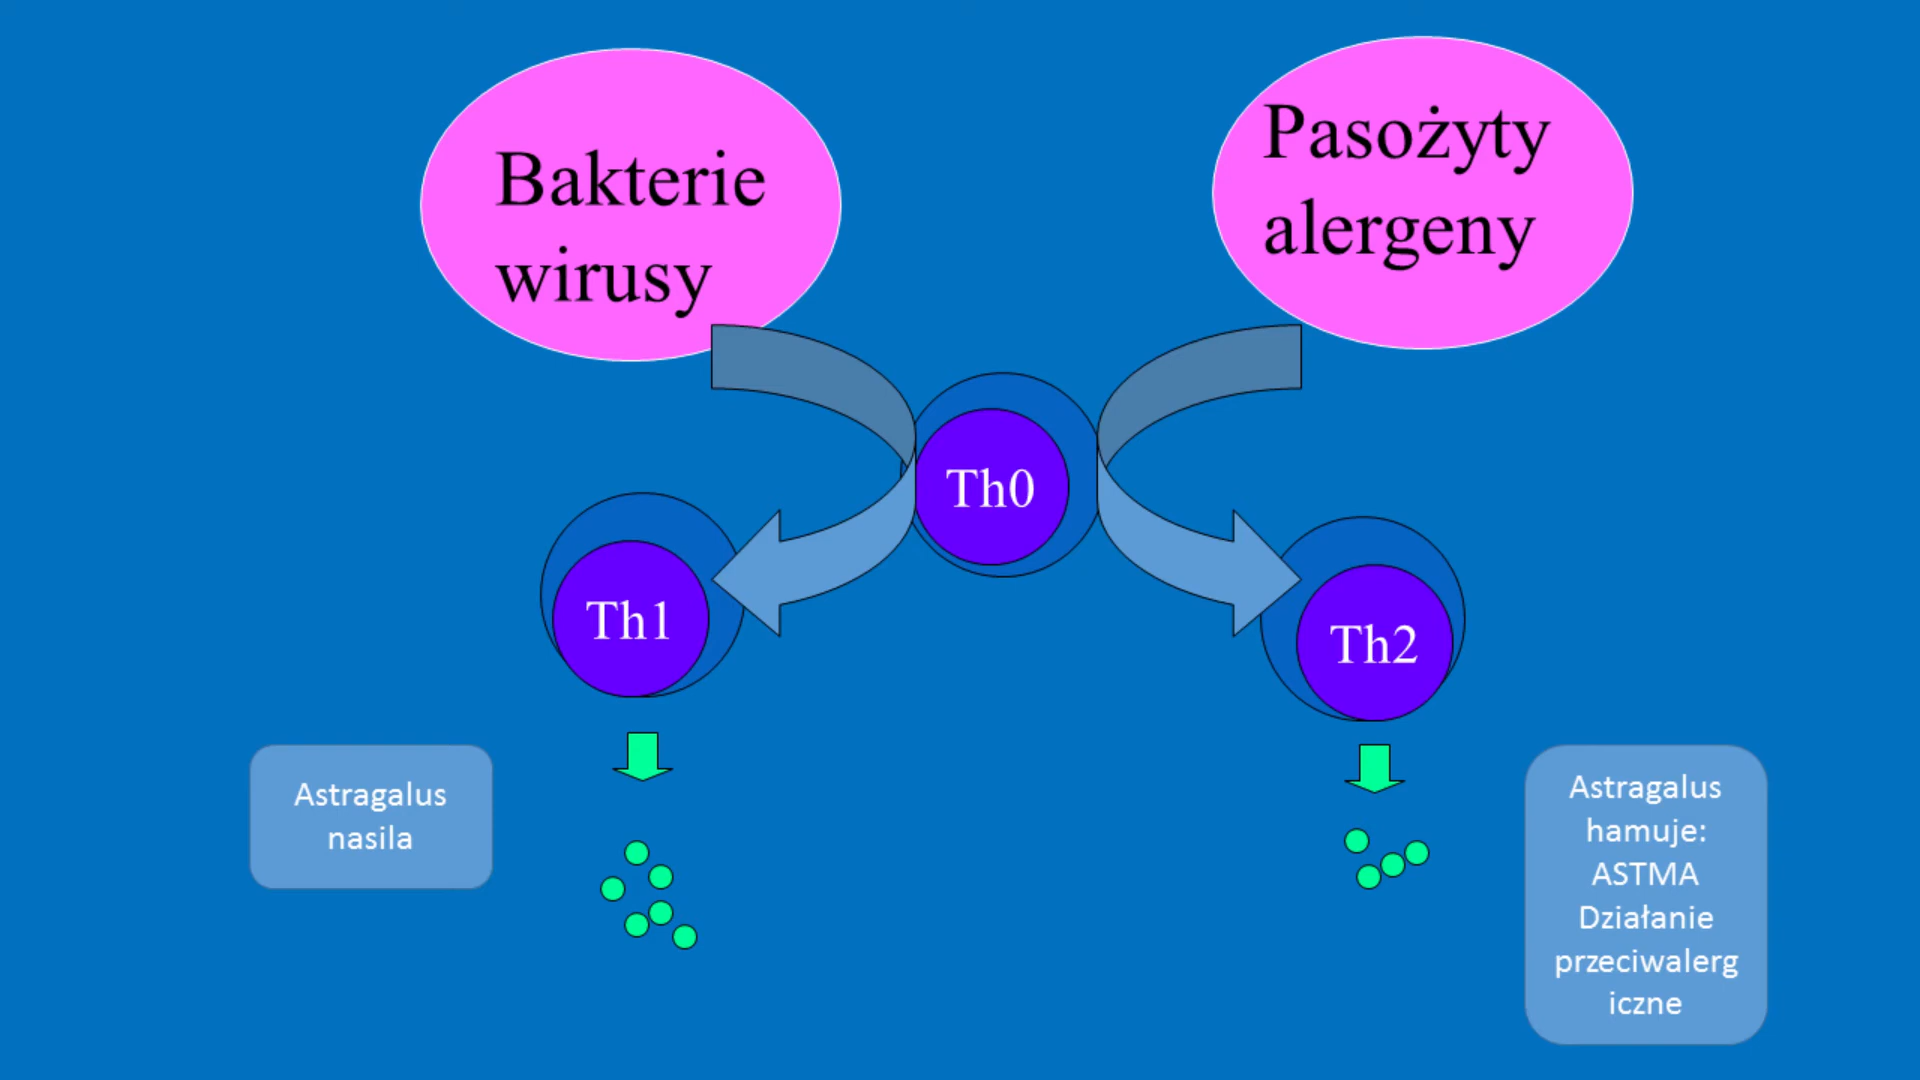 Bakterie
wirusy
Pasożyty
alergeny
Th0
Th1
Th2
Astragalus
nasila
Astragalus
hamuje:
ASTMA
Działanie
przeciwalerg
iczne